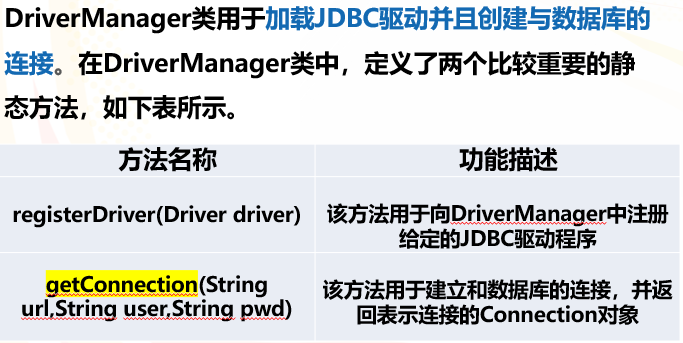 DriverManager类用于加载JDBC驱动并且创建与数据库的
连接。在DriverManager类中，定义了两个比较重要的静
态方法，如下表所示。
方法名称
功能描述
registerDriver(Driver driver)
该方法用于向DriverManager中注册
给定的JDBC驱动程序
getConnection(String
url,String user,String pwd)
该方法用于建立和数据库的连接，并返
回表示连接的Connection对象